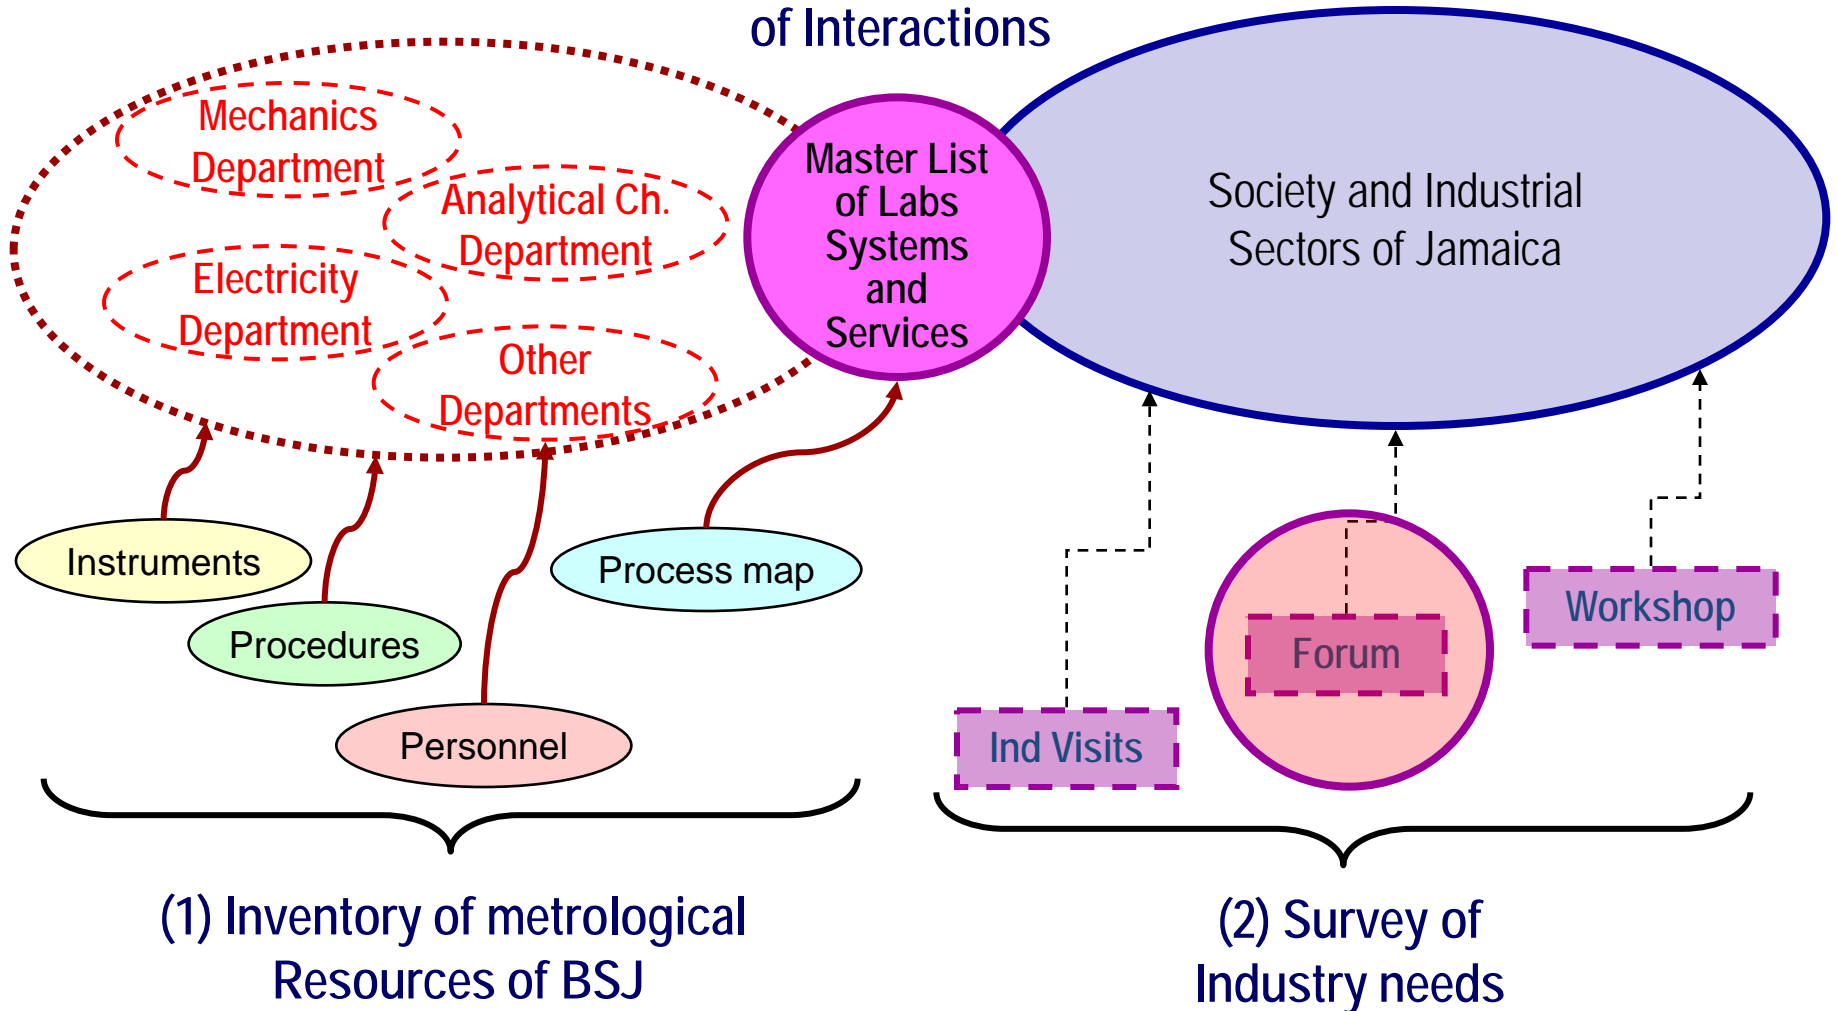 of Interactions
Mechanics
Department
Analytical Ch.
Department
Electricity
Department
Other
Departments
Master List
of Labs
Systems
and
Services
Society and Industrial
Sectors of Jamaica
Instruments
Procedures
Personnel
Process map
Ind Visits
Forum
Workshop
(1) Inventory of metrological
Resources of BSJ
(2) Survey of
Industry needs